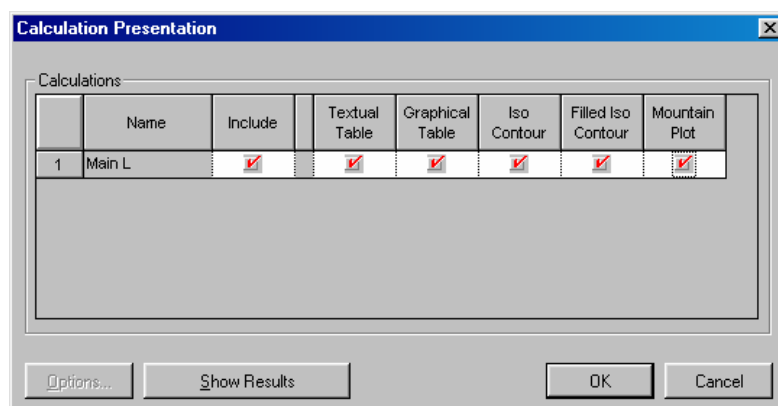 Calculation Presentation
Calculations
Name Include Textual Table Graphical Table Iso Contour Filled Iso Contour Mountain Plot
1 Main L
Options... Show Results OK Cancel